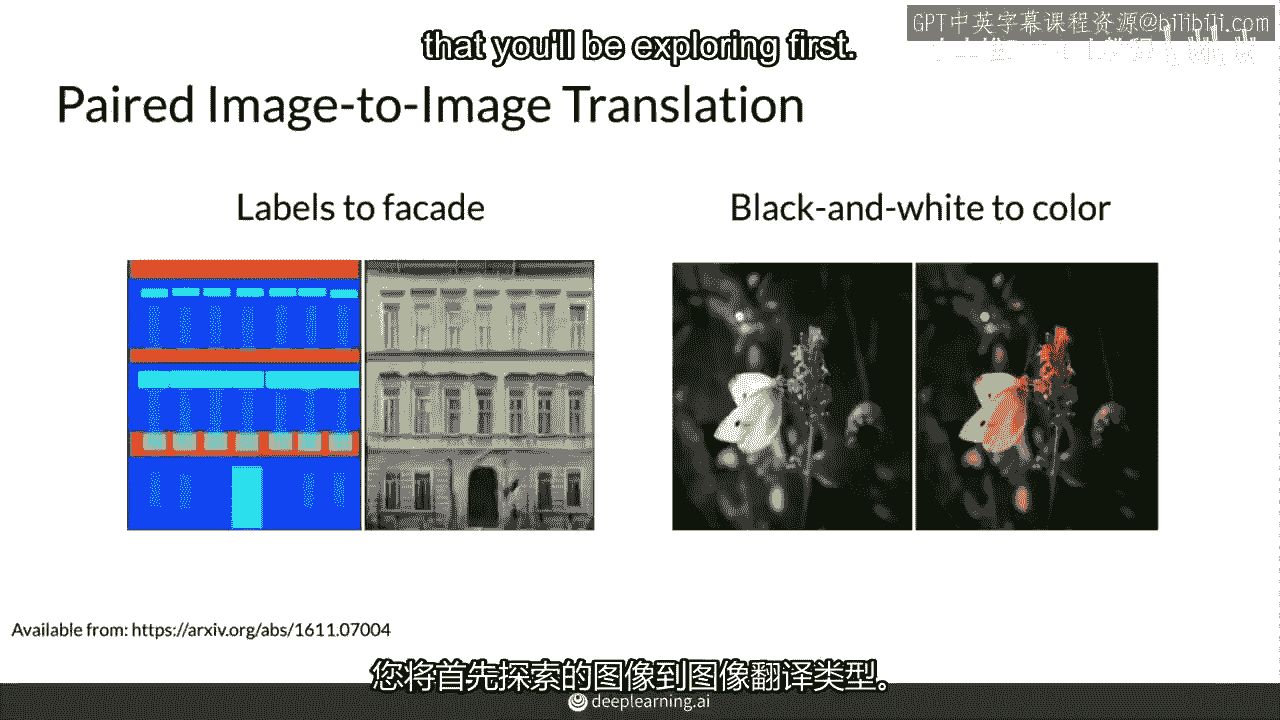 GPT中英字幕课程资源@bilibili.com
that you'll be exploring first.
Paired Image-to-Image Translation
Labels to facade
Black-and-white to color
Available from: https://arxiv.org/abs/1611.07004
您将首先探索的图像到图像翻译类型。
deeplearning.ai